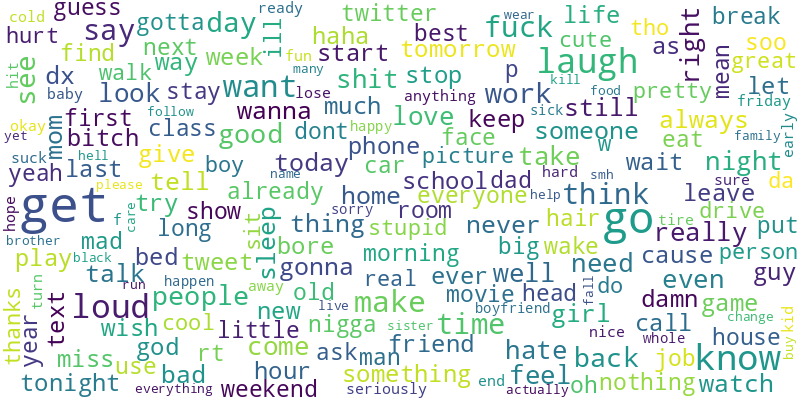 cold guess gotta day ill ready haha twitter fuck life tho break
hurt say next week fun start best tomorrow wear cute as right mean soo
hit see find way many laugh great
dx walk shit stop p kill pretty let
baby look stay want lose anything work food friday
follow wanna much love keep sick still always
okay first class good dont happy face someone w eat family early
yet mom bitch phone
suck hell give boy today car picture take wait night
yeah last name school dad hard smh sure da
please tell already home everyone think leave
hope get f care try show sorry room help go tire drive
brother long thing stupid never hair really put
mad sit sleep bore morning big wake cause person
play black bed tweet gonna real ever well need do even guy
talk run happen away movie head fall
thanks turn text loud people old live make boyfriend damn game change
year wish cool little new nigga sister time girl nice call whole house buy kid
god rt come friend hate
miss use ask man back job know
bad hour something feel
tonight everything weekend seriously end actually oh nothing watch